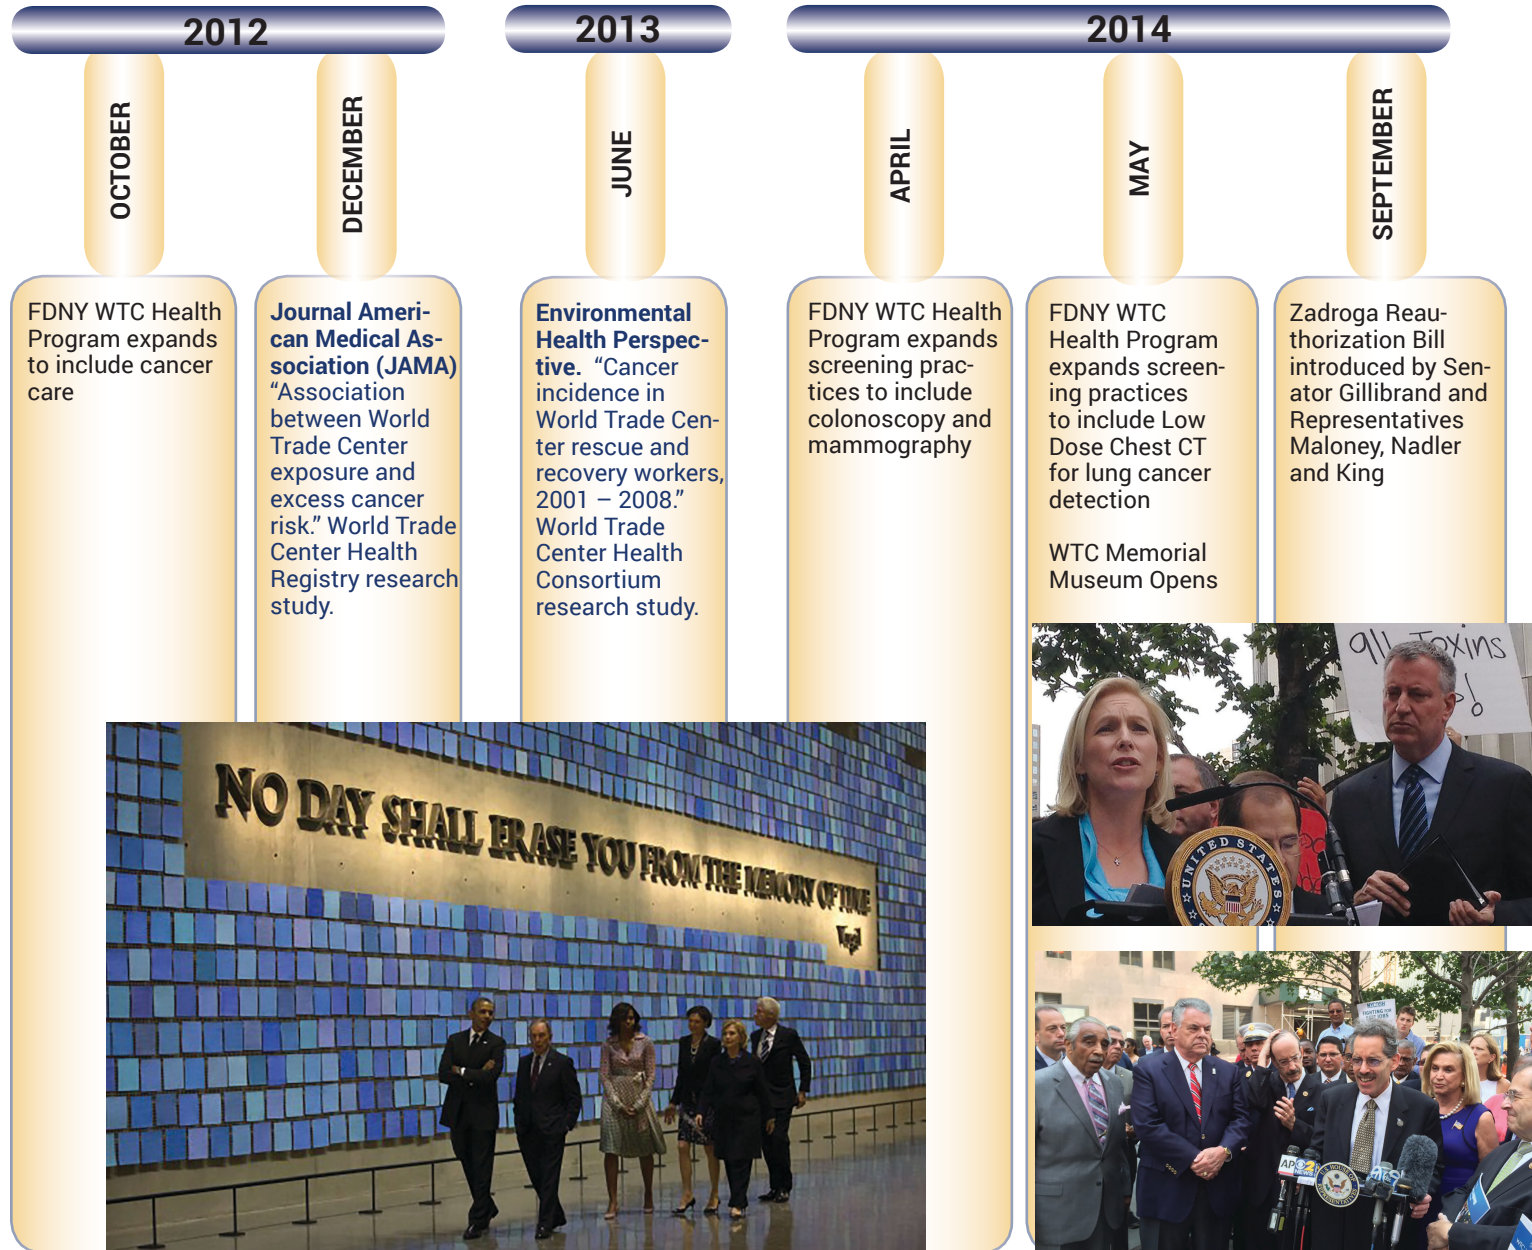 2012
2013
2014
OCTOBER
DECEMBER
JUNE
APRIL
MAY
SEPTEMBER
FDNY WTC Health
Program expands
to include cancer
care
Journal Ameri-
can Medical As-
sociation (JAMA)
“Association
between World
Trade Center
exposure and
excess cancer
risk.” World Trade
Center Health
Registry research
study.
Environmental
Health Perspec-
tive. “Cancer
incidence in
World Trade Cen-
ter rescue and
recovery workers,
2001 – 2008.”
World Trade
Center Health
Consortium
research study.
FDNY WTC Health
Program expands
screening prac-
tices to include
colonoscopy and
mammography
FDNY WTC
Health Program
expands screen-
ing practices
to include Low
Dose Chest CT
for lung cancer
detection
WTC Memorial
Museum Opens
Zadroga Reau-
thorization Bill
introduced by Sen-
ator Gillibrand and
Representatives
Maloney, Nadler
and King
911 Toxins
UNITED STATES
NO DAY SHALL ERASE YOU FROM THE MEMORY OF TIME
Virgil
FIGHTING FOR
AP
2